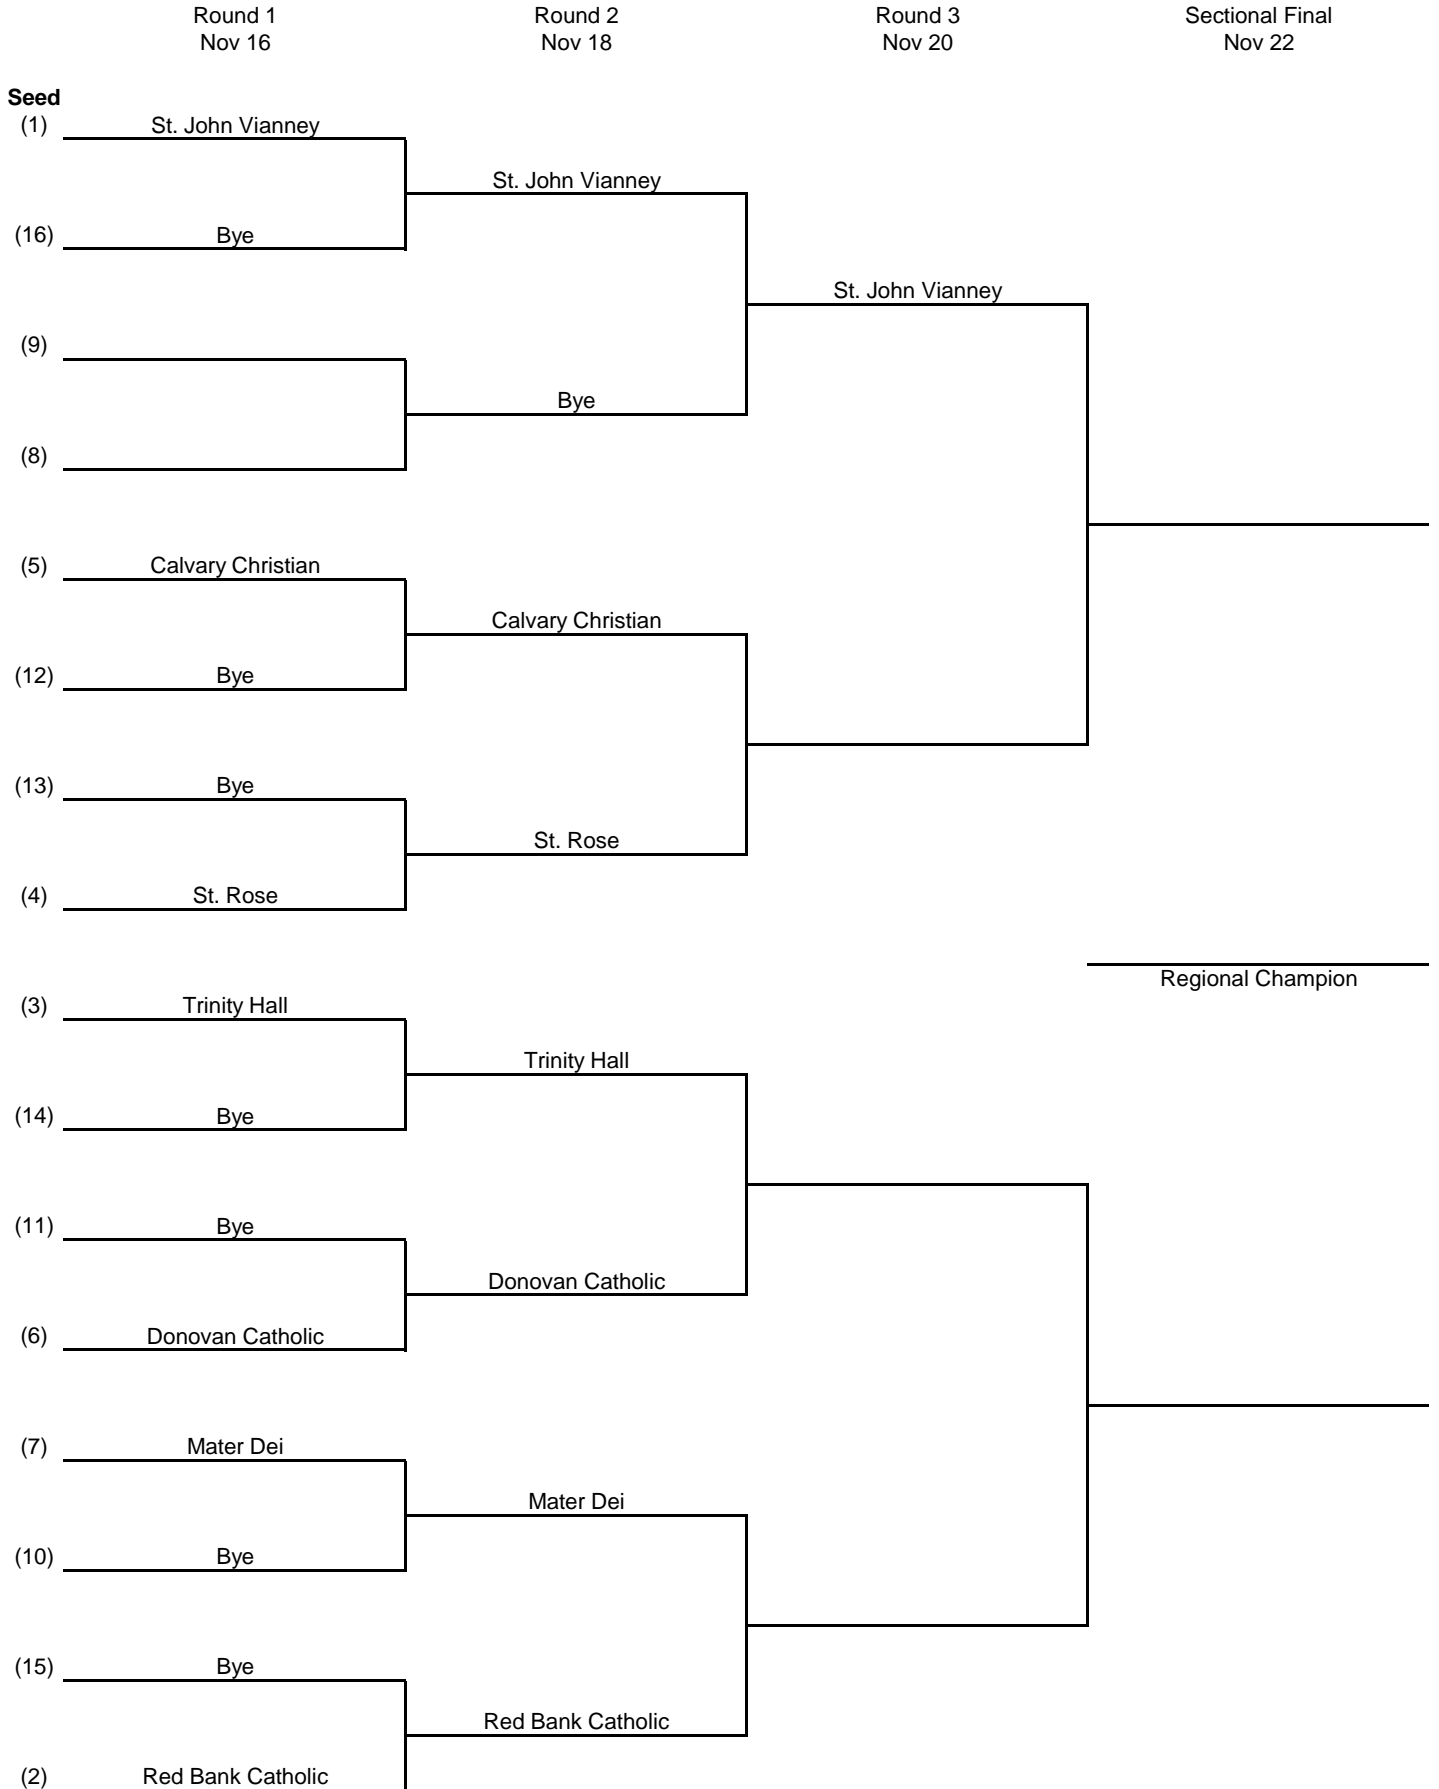 Round 1 Round 2 Round 3 Sectional Final
Nov 16 Nov 18 Nov 20 Nov 22
Seed
(1) St. John Vianney
St. John Vianney
(16) Bye
St. John Vianney
(9)
Bye
(8)
(5) Calvary Christian
Calvary Christian
(12) Bye
(13) Bye
St. Rose
(4) St. Rose
Regional Champion
(3) Trinity Hall
Trinity Hall
(14) Bye
(11) Bye
Donovan Catholic
(6) Donovan Catholic
(7) Mater Dei
Mater Dei
(10) Bye
(15) Bye
Red Bank Catholic
(2) Red Bank Catholic